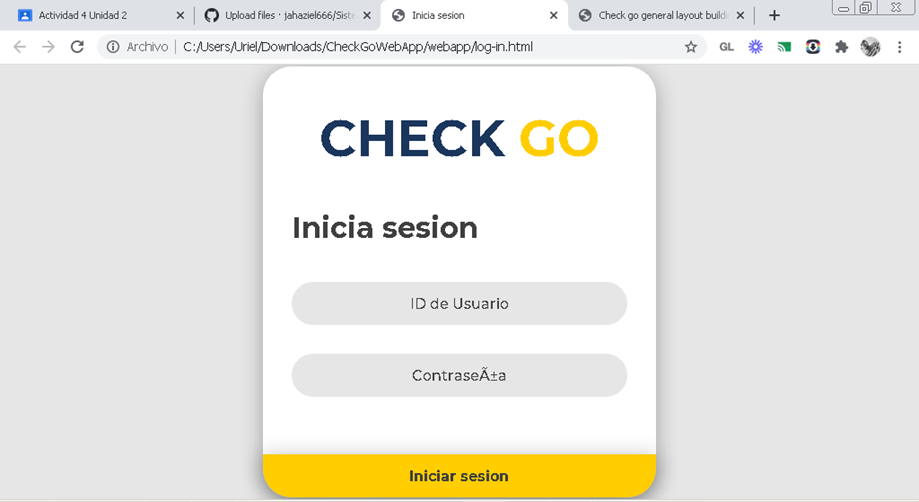 Actividad 4 Unidad 2
Upload files · jahaziel666/Siste
Inicia sesion
Check go general layout buildi
Archivo
C:/Users/Uriel/Downloads/CheckGoWebApp/webapp/log-in.html
GL
CHECK GO
Inicia sesion
ID de Usuario
ContraseÃ±a
Iniciar sesion